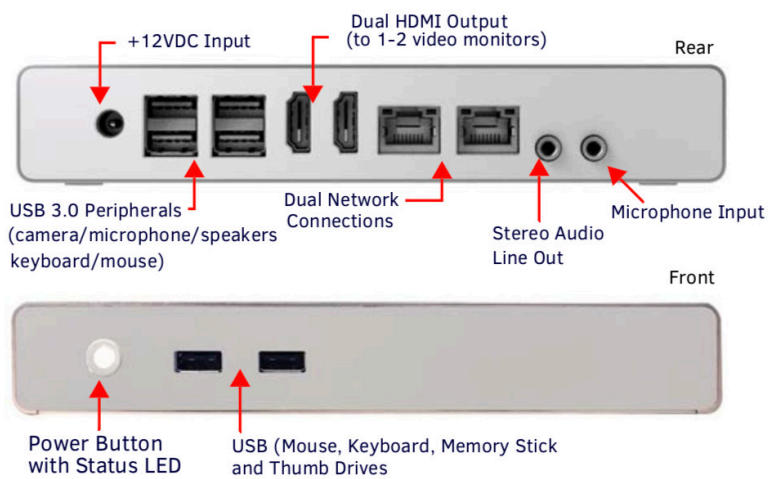 Dual HDMI Output
(to 1-2 video monitors)
+12VDC Input
Rear
USB 3.0 Peripherals
(camera/microphone/speakers
keyboard/mouse)
Dual Network
Connections
Stereo Audio
Line Out
Microphone Input
Front
Power Button
with Status LED
USB (Mouse, Keyboard, Memory Stick
and Thumb Drives